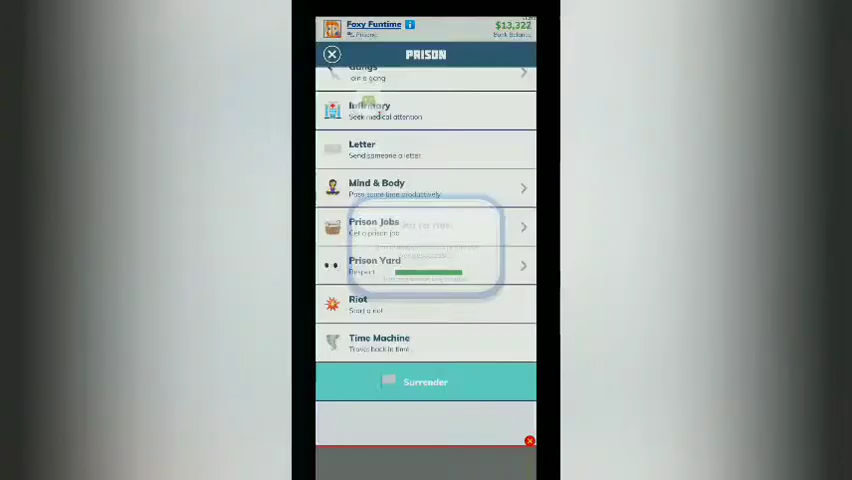 Foxy Funtime
$13,322
Bank Balance
PRISON
Gangs
Join a gang
Infirmary
Seek medical attention
Letter
Send someone a letter
Mind & Body
Pass some time productively
Prison Jobs
Get a prison job
Prison Yard
Respect
Riot
Start a riot
Time Machine
Travel back in time
Surrender